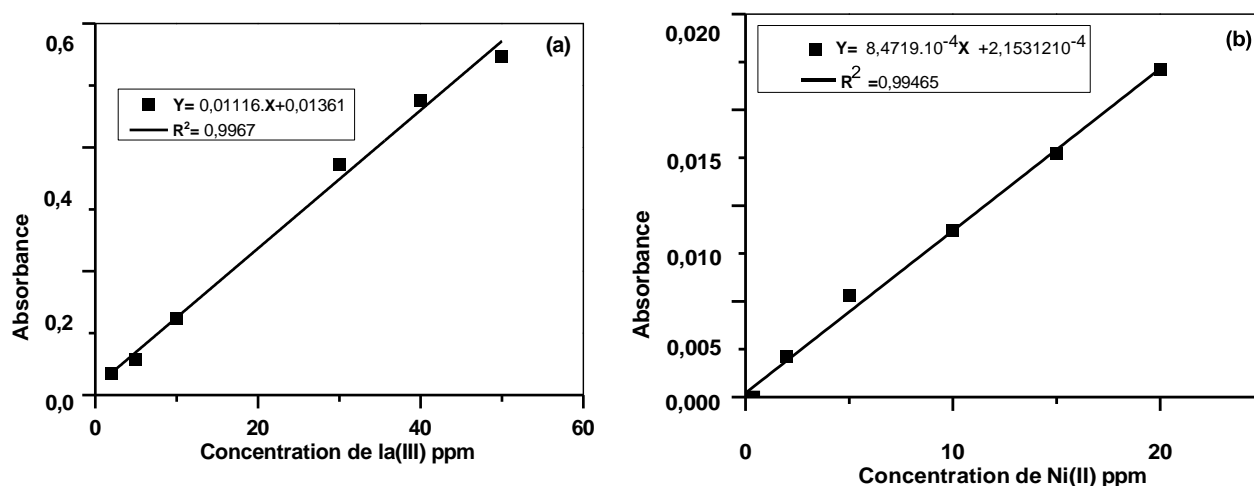 (a)
Y= 0,01116.X+0,01361
R²= 0,9967
Absorbance
0,6
0,4
0,2
0,0
0 20 40 60
Concentration de la(III) ppm
(b)
Y= 8,4719.10⁻⁴X +2,1531210⁻⁴
R² =0,99465
Absorbance
0,020
0,015
0,010
0,005
0,000
0 10 20
Concentration de Ni(II) ppm